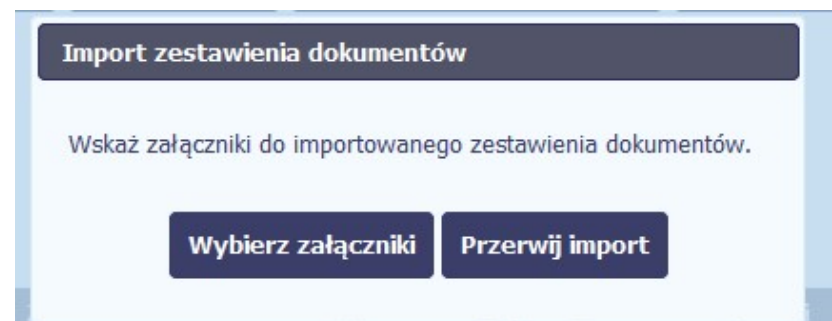 Import zestawienia dokumentów
Wskaż załączniki do importowanego zestawienia dokumentów.
Wybierz załączniki Przerwij import